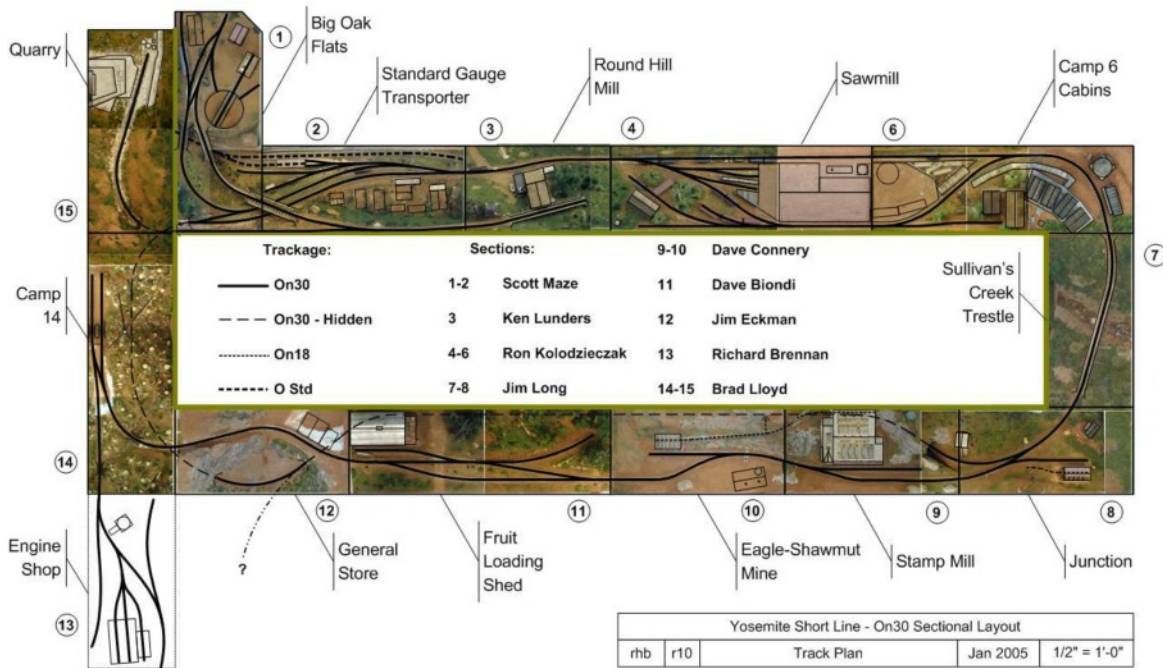 Quarry
1
Big Oak
Flats
Standard Gauge
Transporter
Round Hill
Mill
Sawmill
Camp 6
Cabins
2
3
4
6
15
7
Camp
14
Trackage:
On30
On30 - Hidden
On18
O Std
Sections:
1-2 Scott Maze
3 Ken Lunders
4-6 Ron Kolodzieczak
7-8 Jim Long
9-10 Dave Connery
11 Dave Biondi
12 Jim Eckman
13 Richard Brennan
14-15 Brad Lloyd
Sullivan's
Creek
Trestle
14
12
11
10
9
8
Engine
Shop
?
General
Store
Fruit
Loading
Shed
Eagle-Shawmut
Mine
Stamp Mill
Junction
13
Yosemite Short Line - On30 Sectional Layout
rhb r10 Track Plan Jan 2005 1/2" = 1'-0"